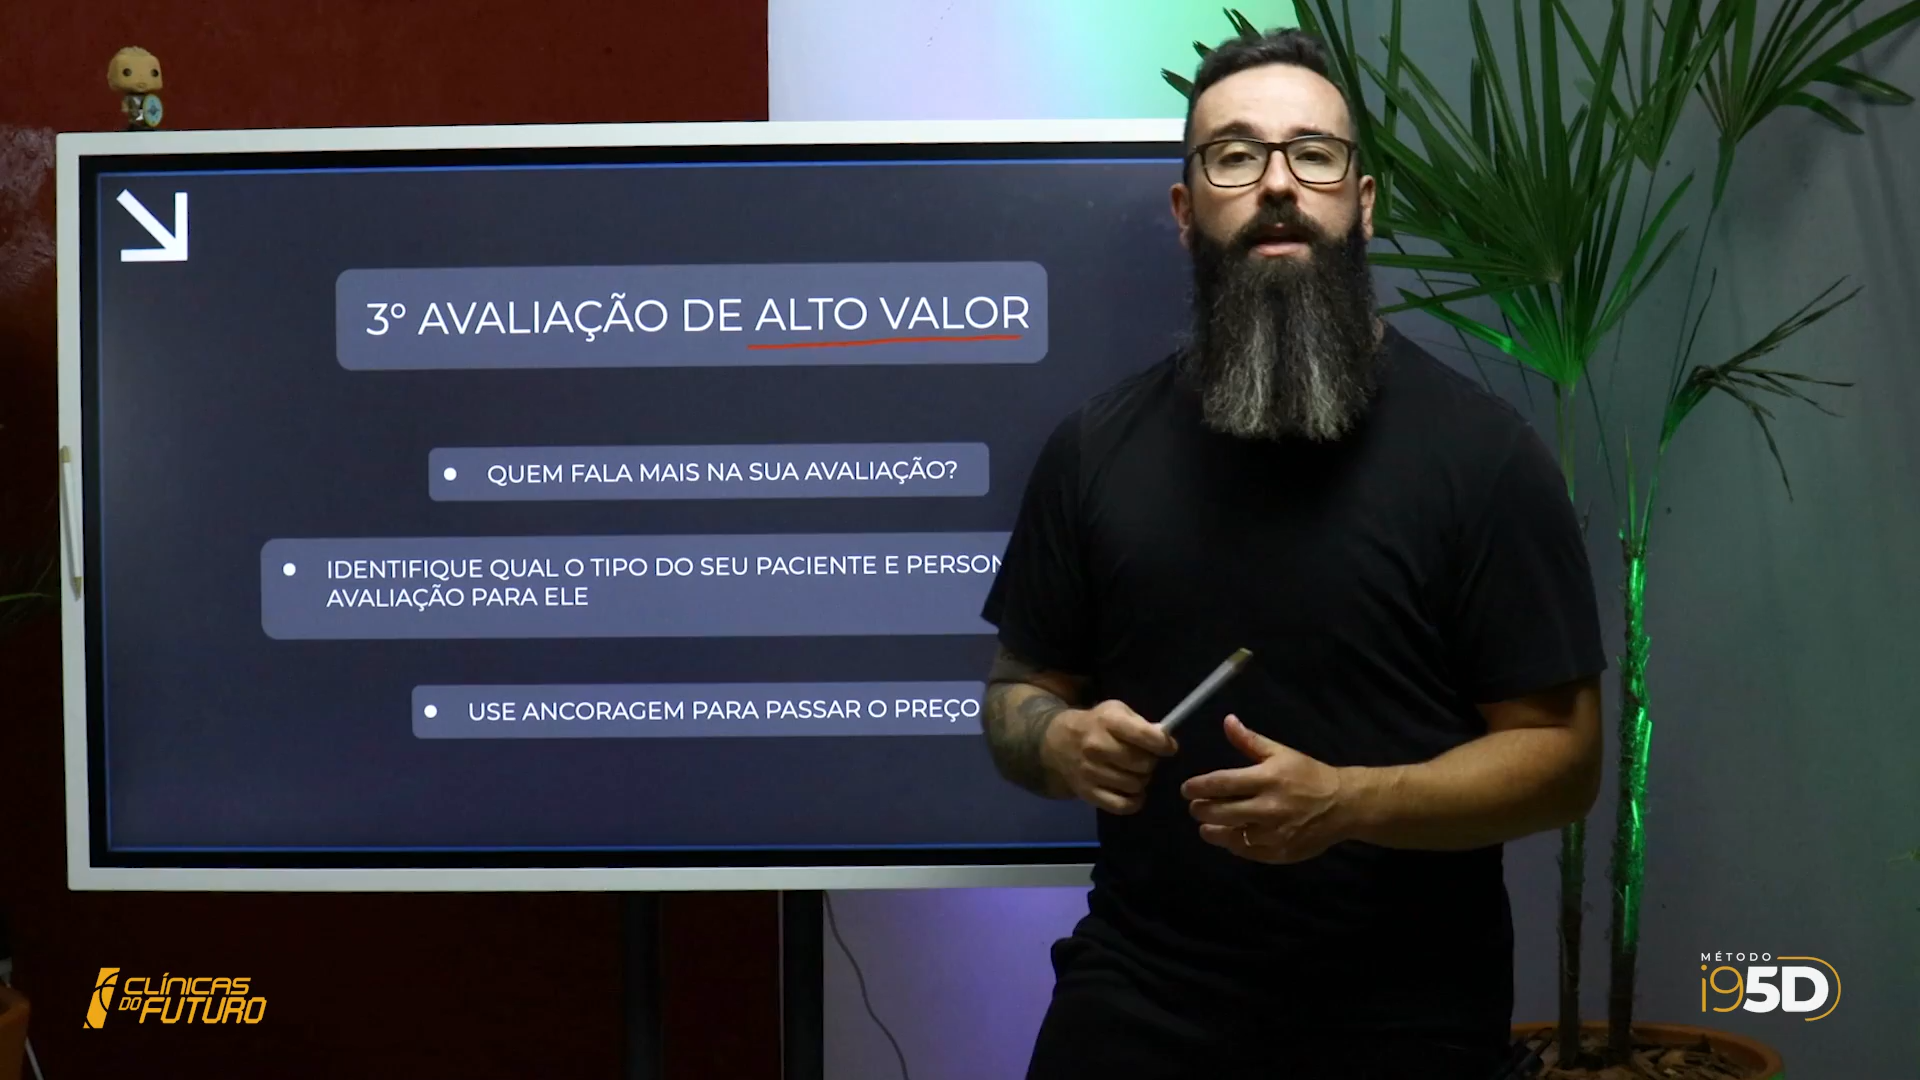 3º AVALIAÇÃO DE ALTO VALOR
• QUEM FALA MAIS NA SUA AVALIAÇÃO?
• IDENTIFIQUE QUAL O TIPO DO SEU PACIENTE E
AVALIAÇÃO PARA ELE
• USE ANCORAGEM PARA PASSAR O PREÇO
CLÍNICAS
DO FUTURO
MÉTODO
i95D